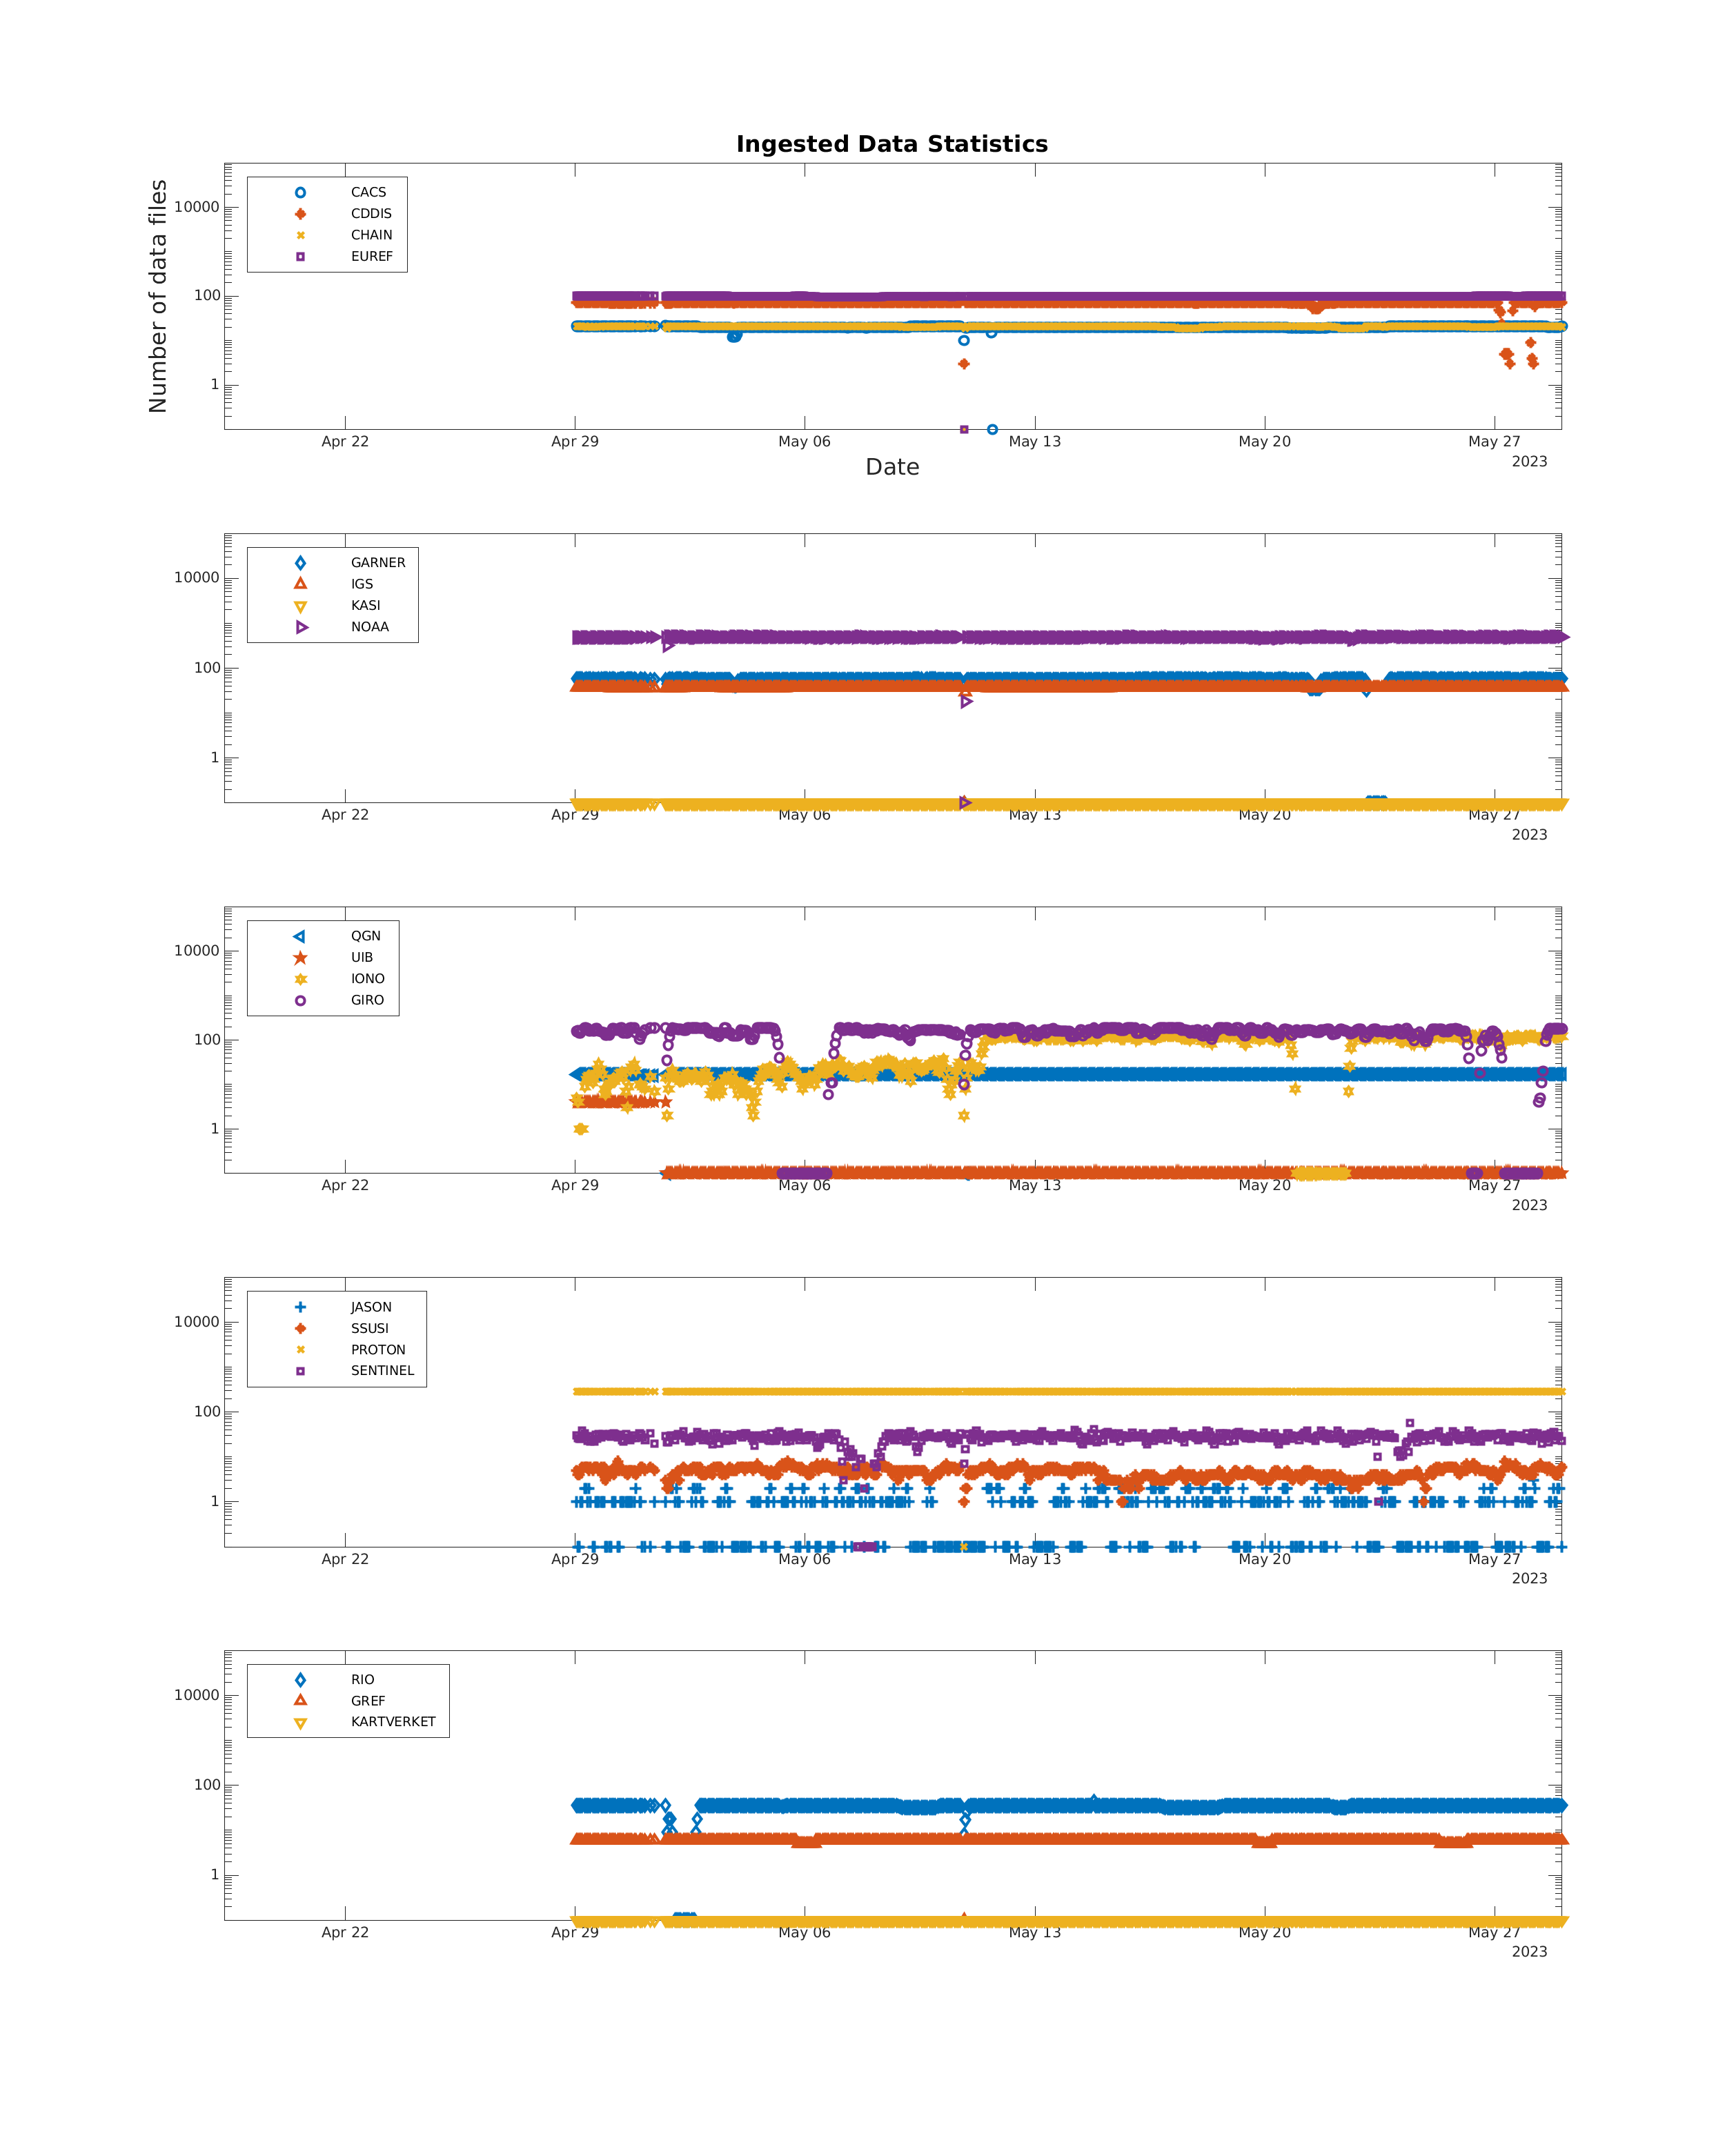 Ingested Data Statistics
Number of data files
10000
100
1
CACS
CDDIS
CHAIN
EUREF
Apr 22 Apr 29 May 06 May 13 May 20 May 27
2023
Date
10000
100
1
GARNER
IGS
KASI
NOAA
Apr 22 Apr 29 May 06 May 13 May 20 May 27
2023
10000
100
1
QGN
UIB
IONO
GIRO
Apr 22 Apr 29 May 06 May 13 May 20 May 27
2023
10000
100
1
JASON
SSUSI
PROTON
SENTINEL
Apr 22 Apr 29 May 06 May 13 May 20 May 27
2023
10000
100
1
RIO
GREF
KARTVERKET
Apr 22 Apr 29 May 06 May 13 May 20 May 27
2023